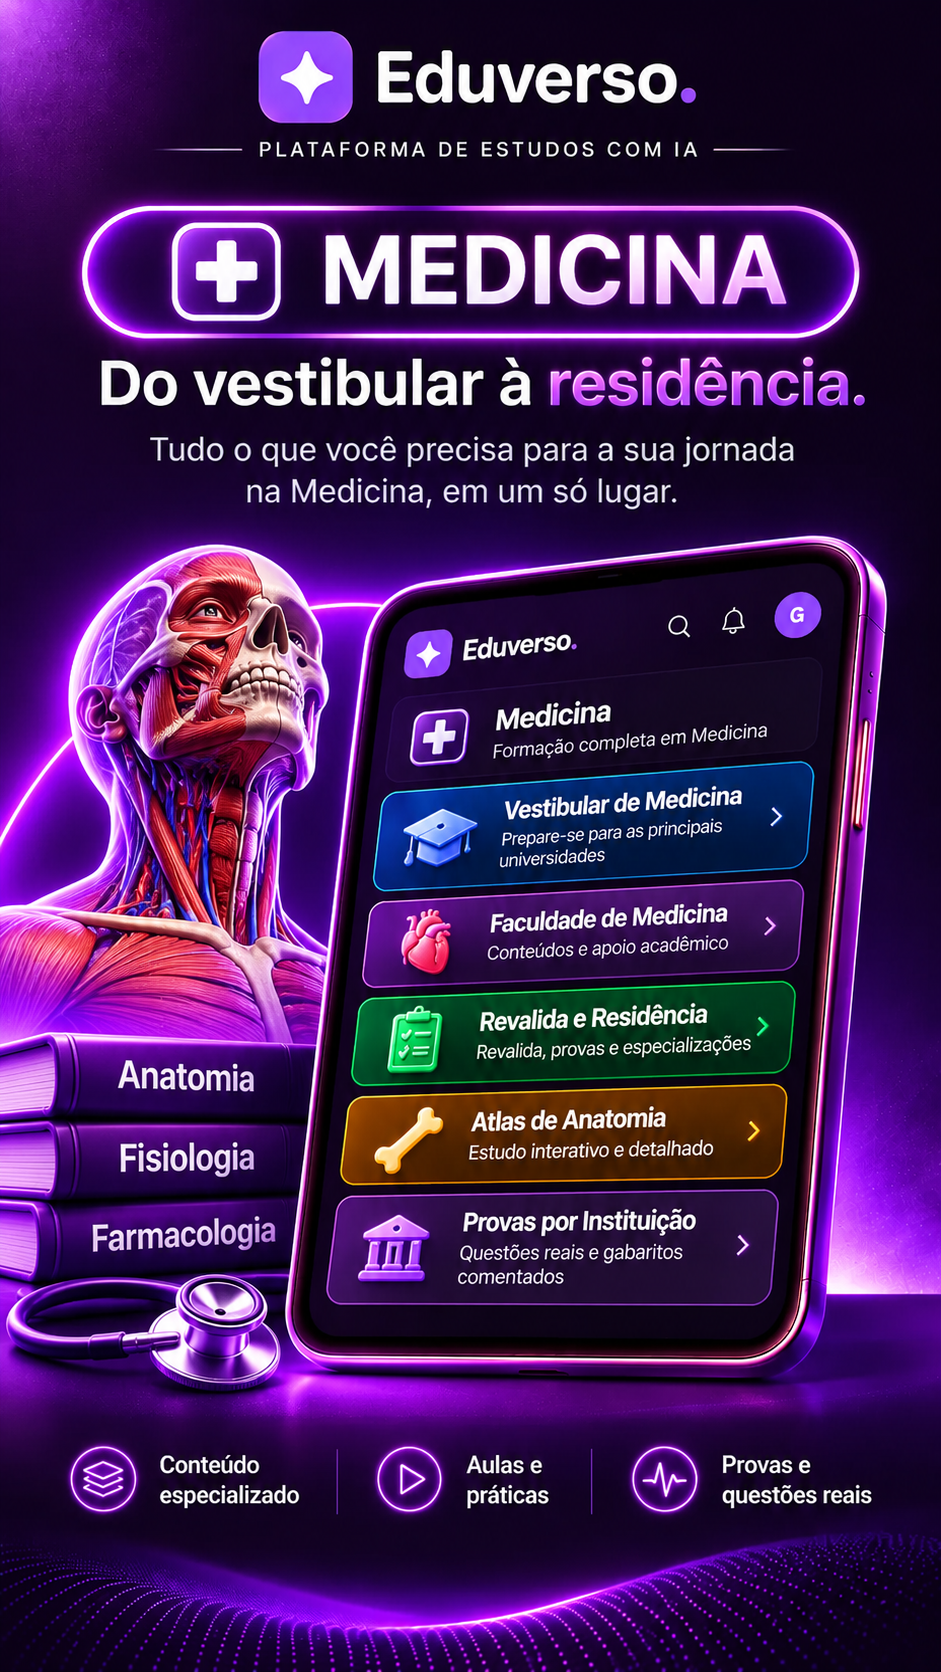 Eduverso.
PLATAFORMA DE ESTUDOS COM IA
MEDICINA
Do vestibular à residência.
Tudo o que você precisa para a sua jornada
na Medicina, em um só lugar.
Eduverso.
G
Medicina
Formação completa em Medicina
Vestibular de Medicina
Prepare-se para as principais
universidades
Faculdade de Medicina
Conteúdos e apoio acadêmico
Revalida e Residência
Revalida, provas e especializações
Atlas de Anatomia
Estudo interativo e detalhado
Provas por Instituição
Questões reais e gabaritos
comentados
Anatomia
Fisiologia
Farmacologia
Conteúdo
especializado
Aulas e
práticas
Provas e
questões reais